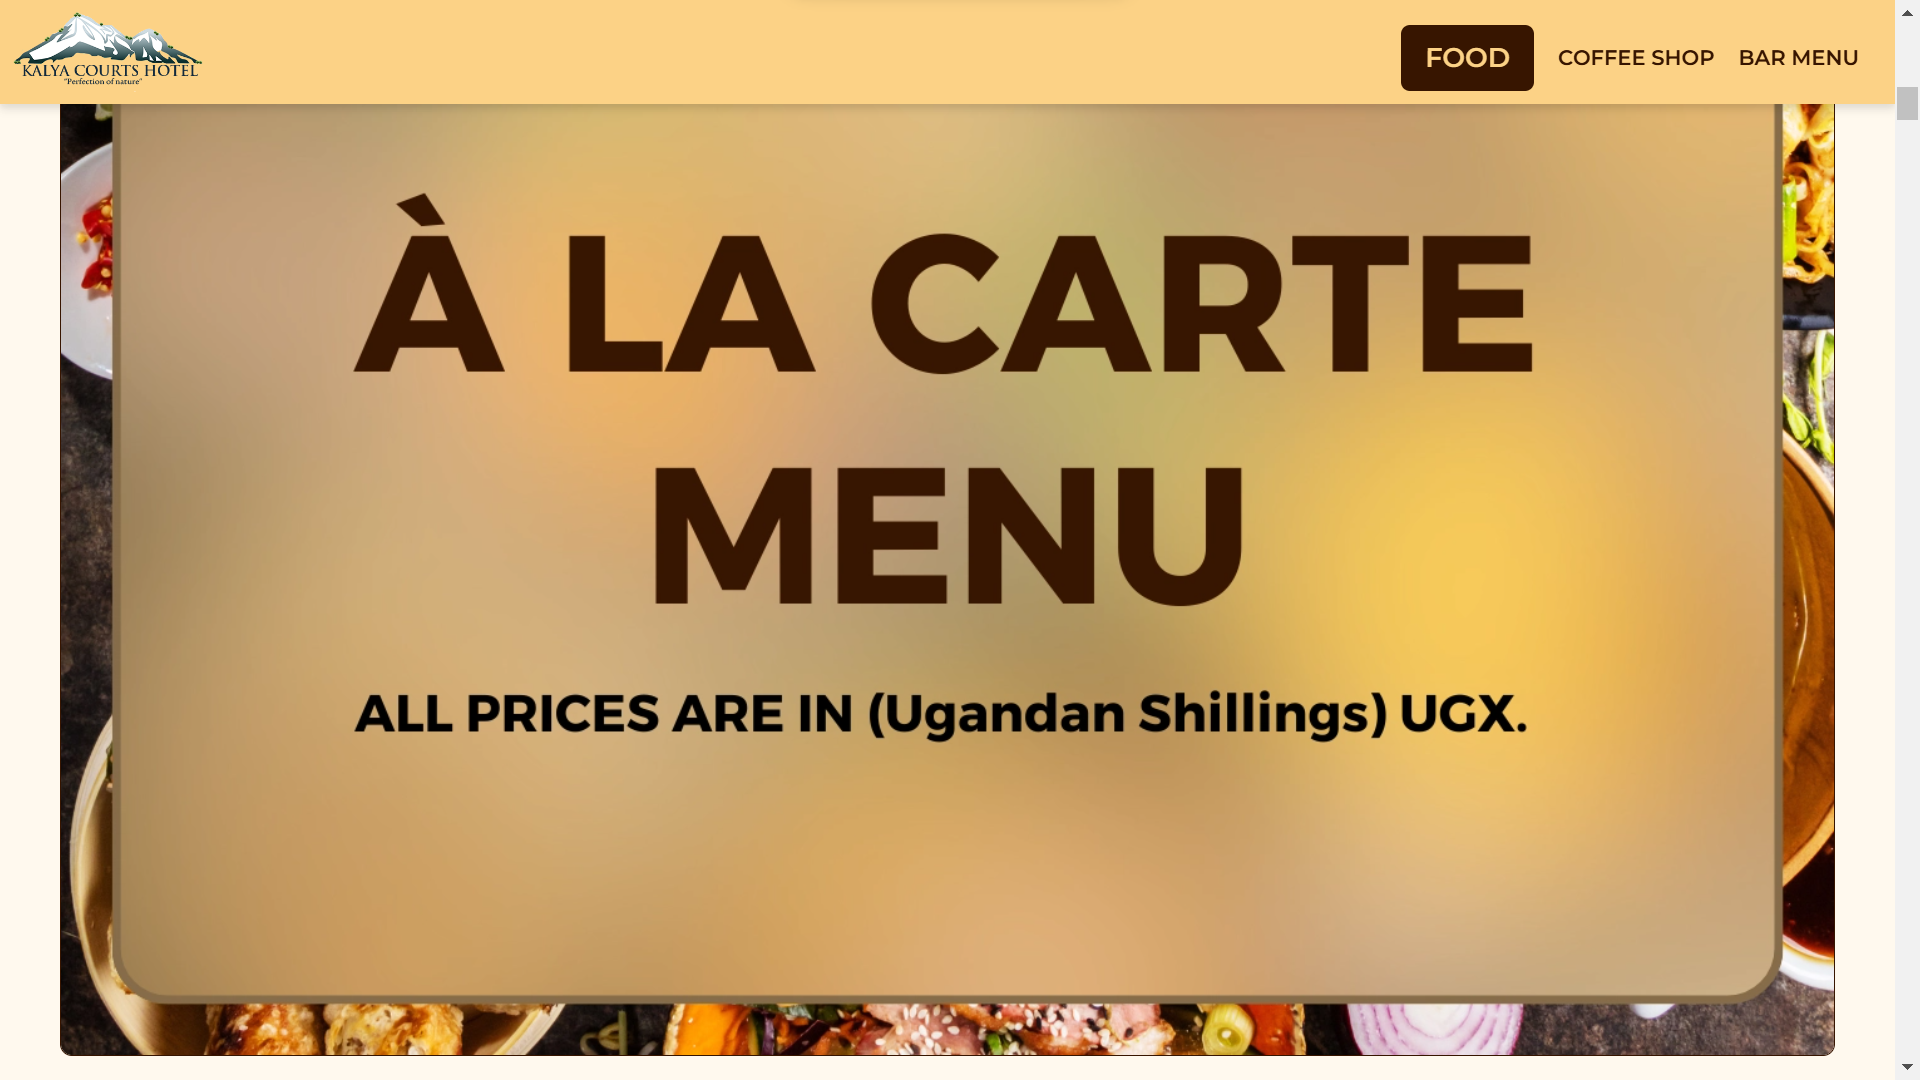 KALYA COURTS HOTEL
"Perfection of nature"
FOOD COFFEE SHOP BAR MENU
À LA CARTE
MENU
ALL PRICES ARE IN (Ugandan Shillings) UGX.